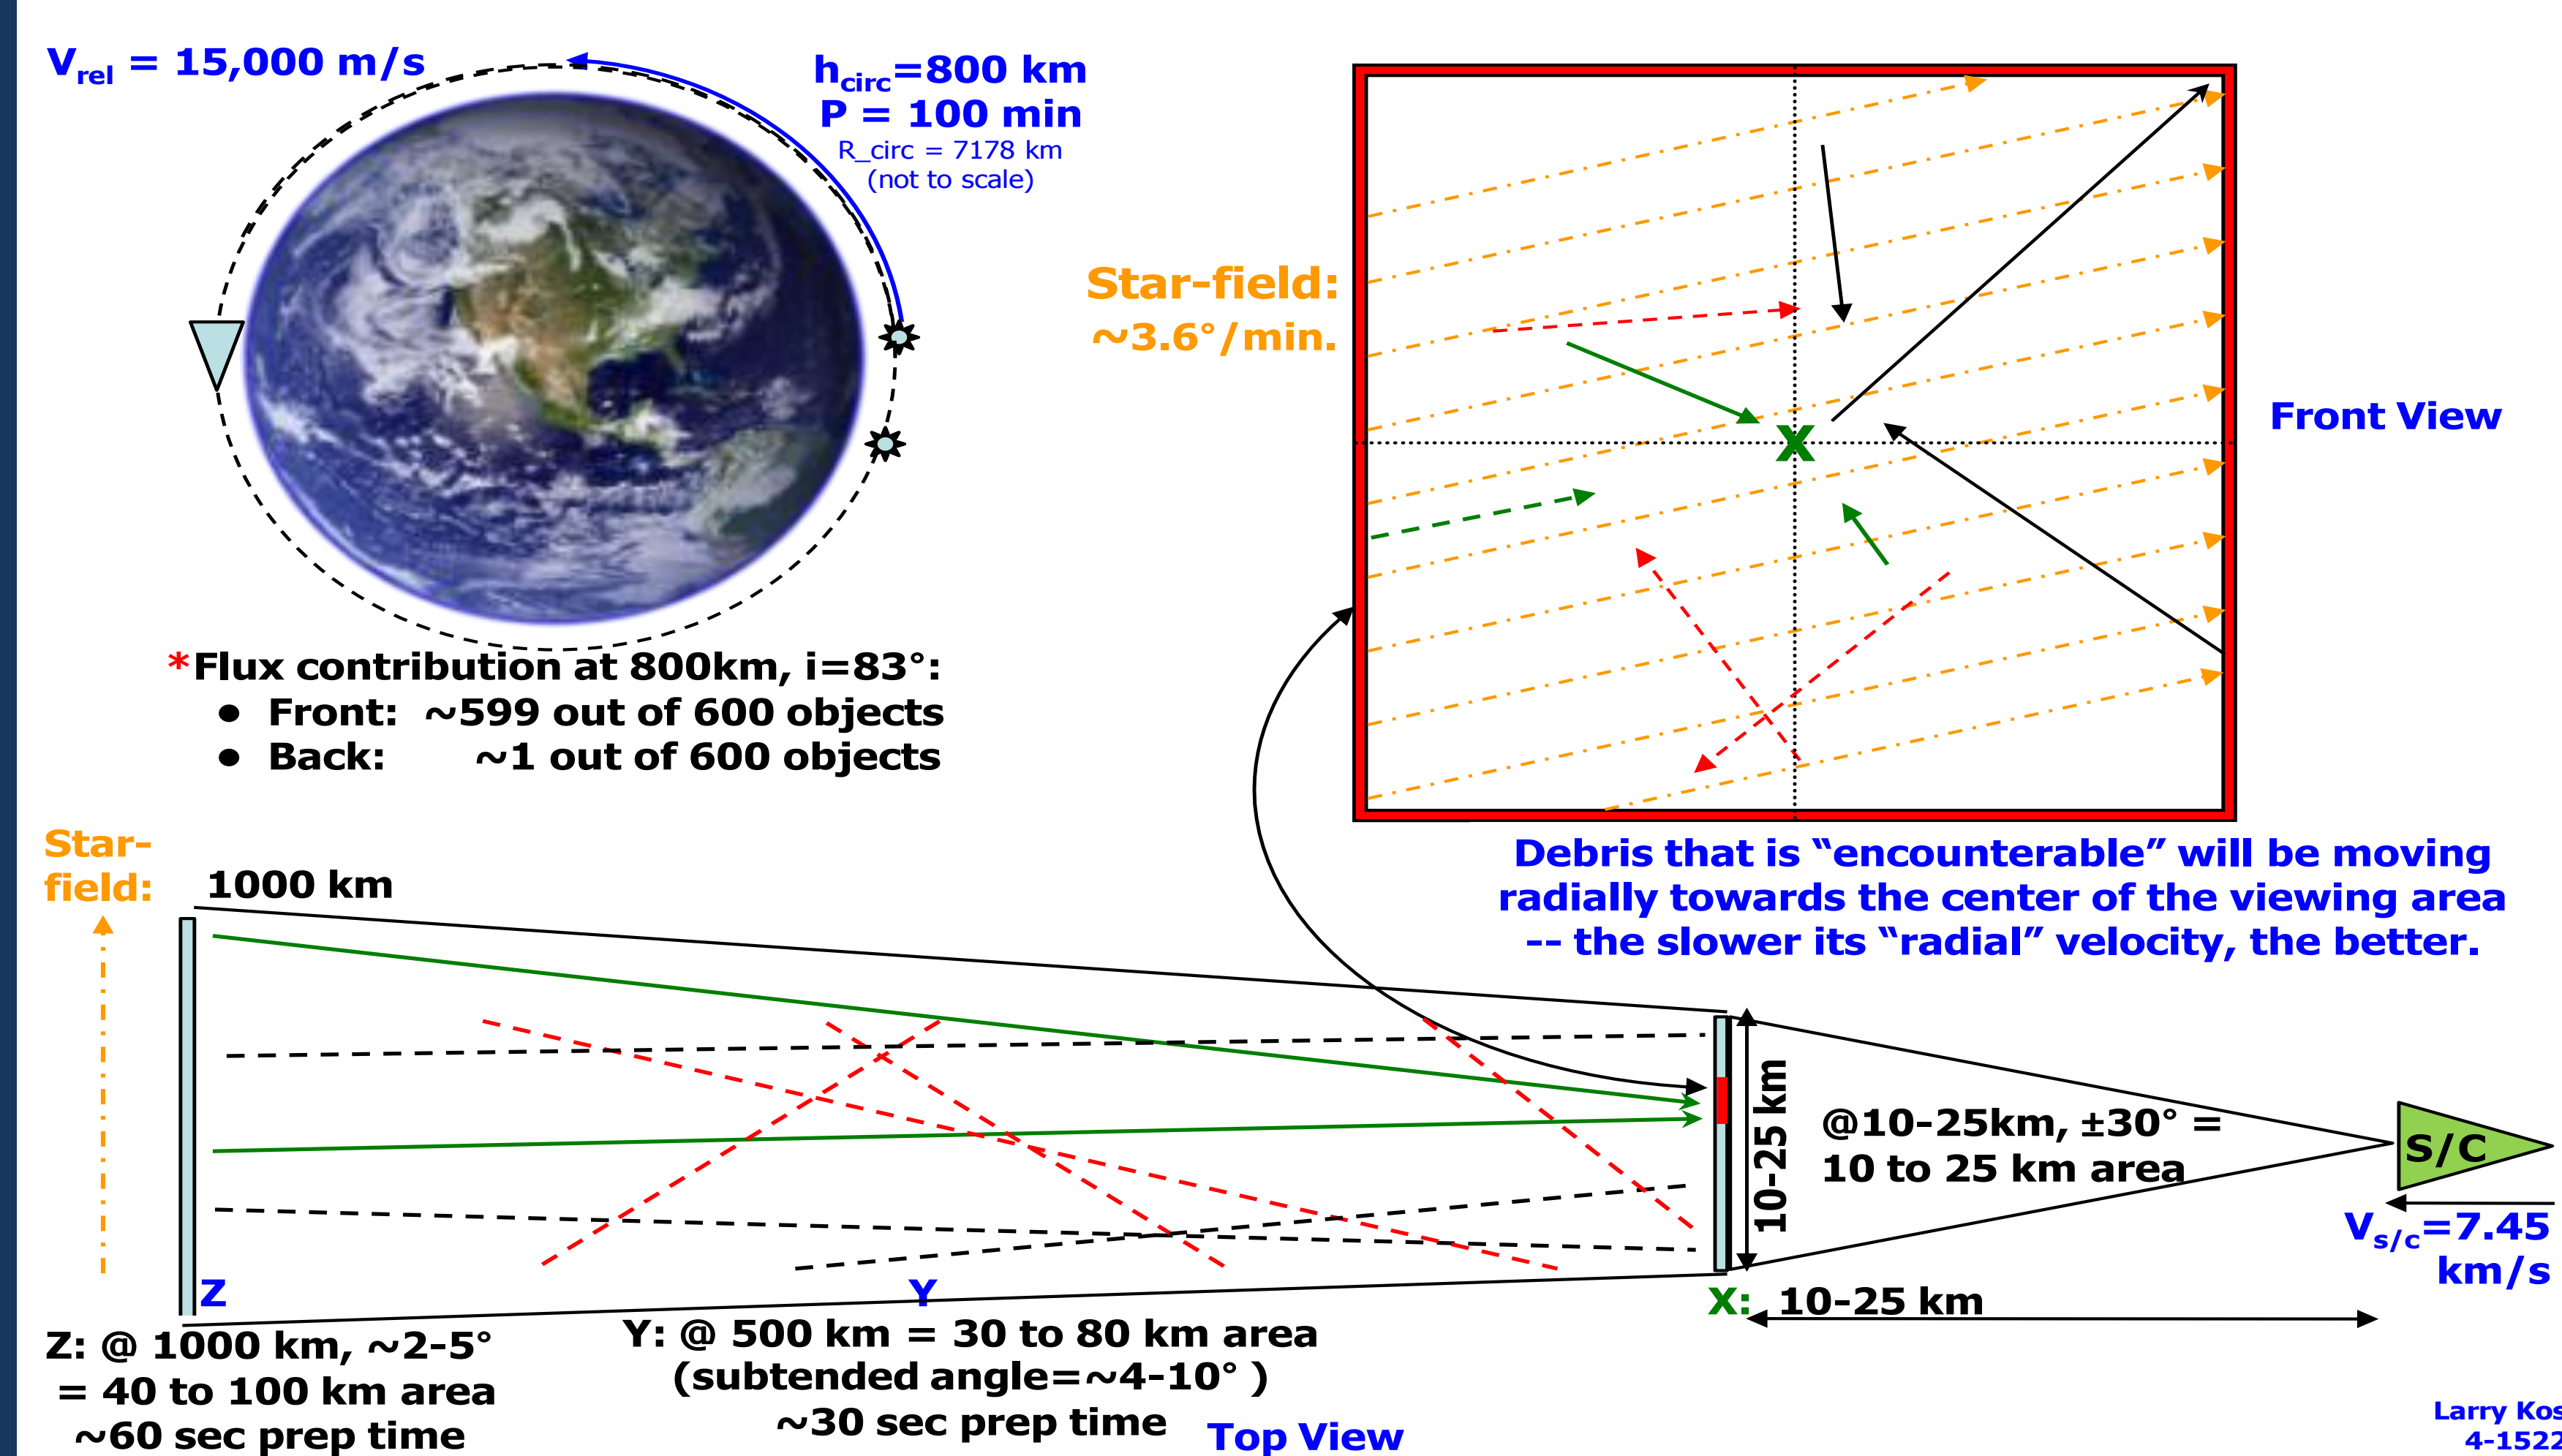 V_rel = 15,000 m/s
h_circ=800 km
P = 100 min
R_circ = 7178 km
(not to scale)
*Flux contribution at 800km, i=83°:
● Front: ~599 out of 600 objects
● Back: ~1 out of 600 objects
Star-field:
~3.6°/min.
X
Front View
Debris that is “encounterable” will be moving
radially towards the center of the viewing area
-- the slower its “radial” velocity, the better.
Star-
field:
1000 km
10-25 km
@10-25km, ±30° =
10 to 25 km area
S/C
V_s/c=7.45
km/s
Z
Y
X: 10-25 km
Z: @ 1000 km, ~2-5°
= 40 to 100 km area
~60 sec prep time
Y: @ 500 km = 30 to 80 km area
(subtended angle=~4-10° )
~30 sec prep time
Top View
Larry Kos
4-1522